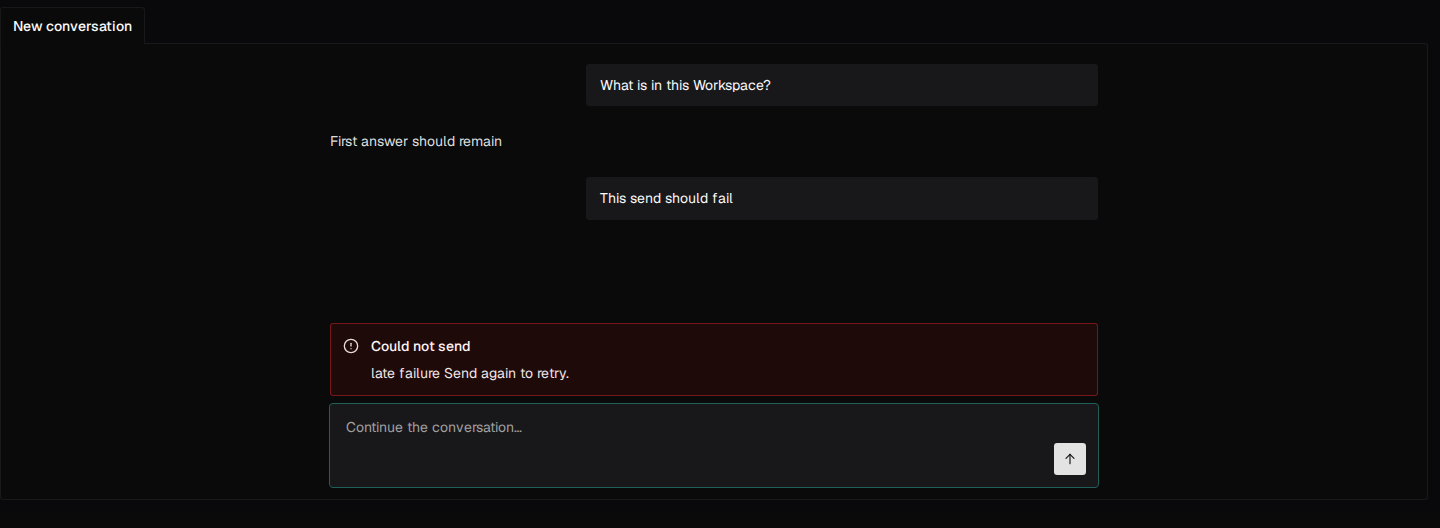 New conversation
What is in this Workspace?
First answer should remain
This send should fail
Could not send
late failure Send again to retry.
Continue the conversation…